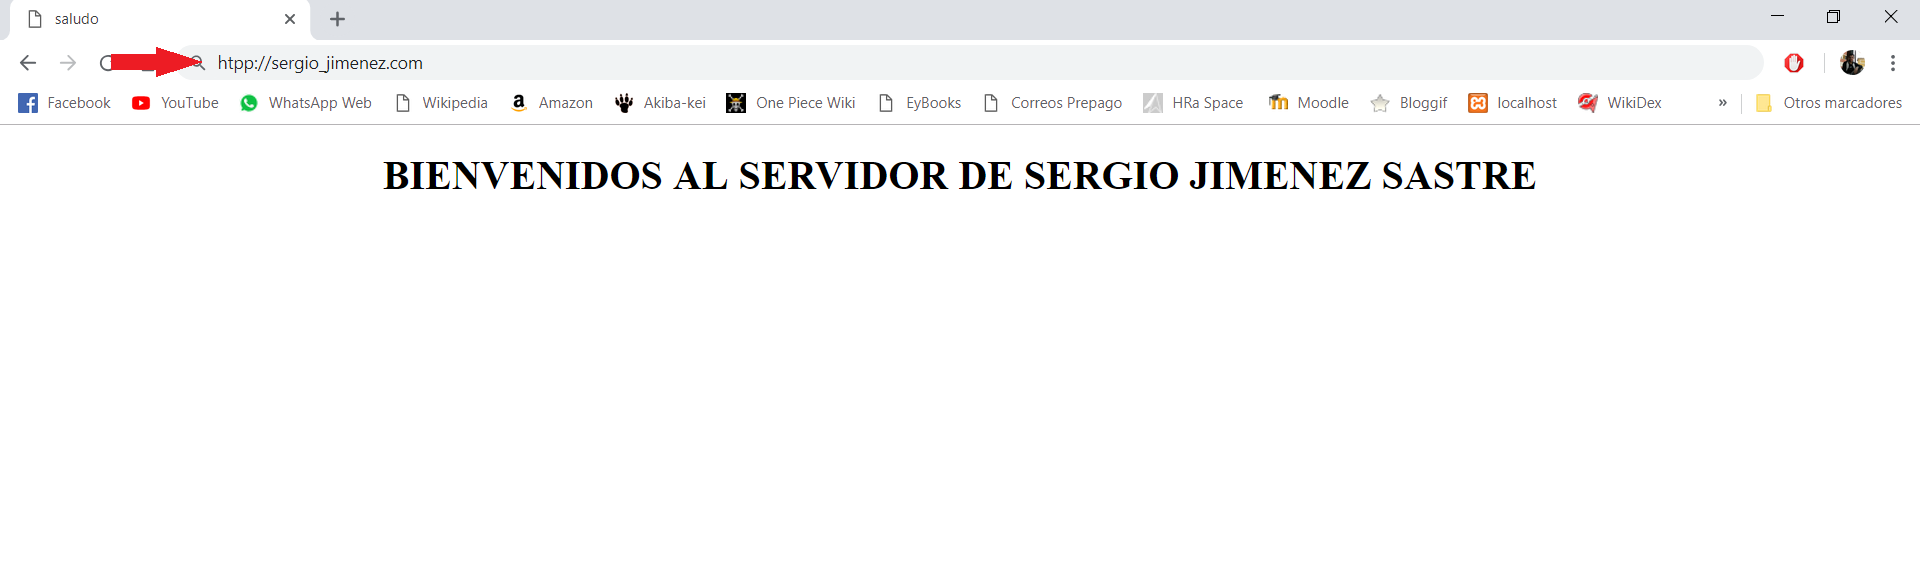 saludo
htpp://sergio_jimenez.com
Facebook YouTube WhatsApp Web Wikipedia Amazon Akiba-kei One Piece Wiki EyBooks Correos Prepago HRa Space Moodle Bloggif localhost WikiDex » Otros marcadores
BIENVENIDOS AL SERVIDOR DE SERGIO JIMENEZ SASTRE